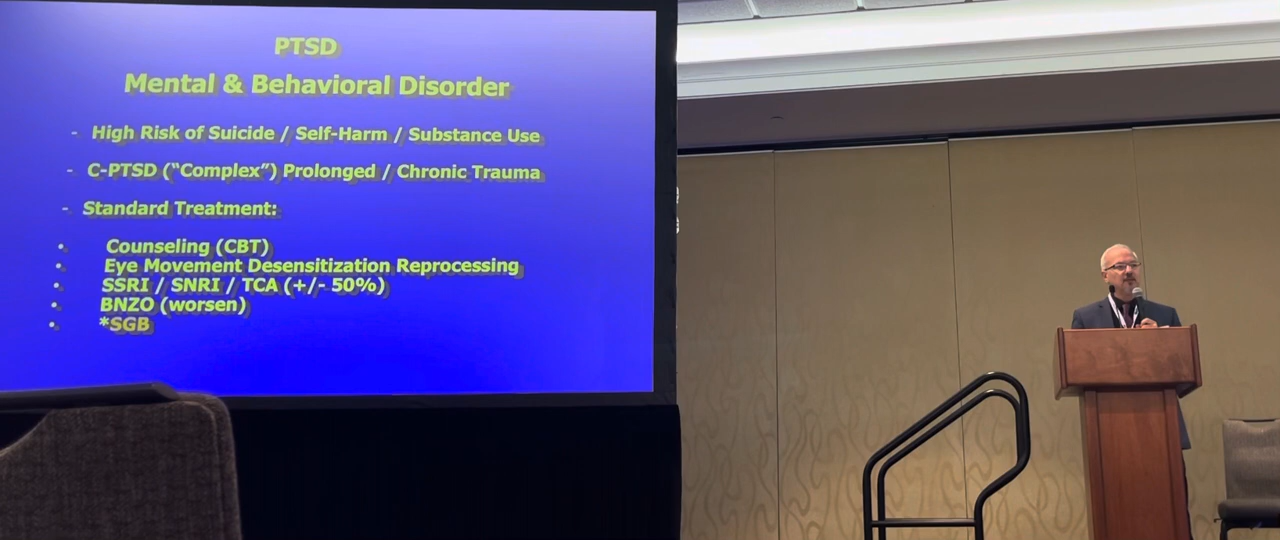 PTSD
Mental & Behavioral Disorder
- High Risk of Suicide / Self-Harm / Substance Use
- C-PTSD (“Complex”) Prolonged / Chronic Trauma
- Standard Treatment:
• Counseling (CBT)
• Eye Movement Desensitization Reprocessing
• SSRI / SNRI / TCA (+/- 50%)
• BNZO (worsen)
• *SGB